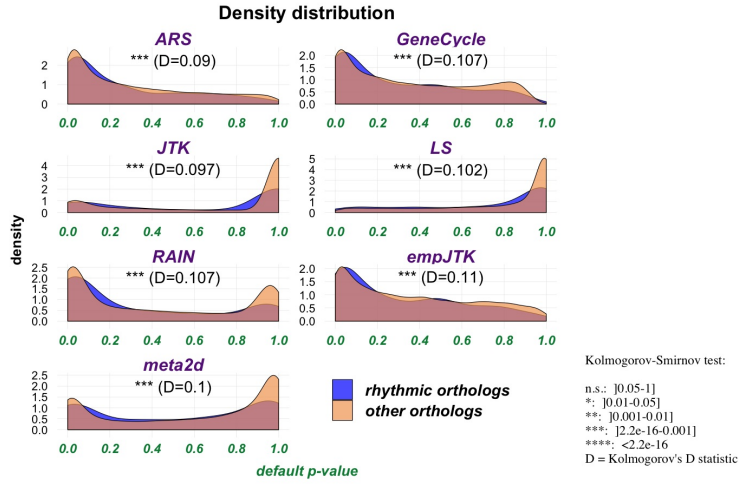 Density distribution
ARS
*** (D=0.09)
2
1
0
0.0 0.2 0.4 0.6 0.8 1.0
GeneCycle
*** (D=0.107)
2.0
1.5
1.0
0.5
0.0
0.0 0.2 0.4 0.6 0.8 1.0
JTK
*** (D=0.097)
4
3
2
1
0
0.0 0.2 0.4 0.6 0.8 1.0
LS
*** (D=0.102)
5
4
3
2
1
0
0.0 0.2 0.4 0.6 0.8 1.0
density
RAIN
*** (D=0.107)
2.5
2.0
1.5
1.0
0.5
0.0
0.0 0.2 0.4 0.6 0.8 1.0
empJTK
*** (D=0.11)
2.0
1.5
1.0
0.5
0.0
0.0 0.2 0.4 0.6 0.8 1.0
meta2d
*** (D=0.1)
2.5
2.0
1.5
1.0
0.5
0.0
0.0 0.2 0.4 0.6 0.8 1.0
default p-value
rhythmic orthologs
other orthologs
Kolmogorov-Smirnov test:
n.s.: ]0.05-1]
*: ]0.01-0.05]
**: ]0.001-0.01]
***: ]2.2e-16-0.001]
****: <2.2e-16
D = Kolmogorov's D statistic